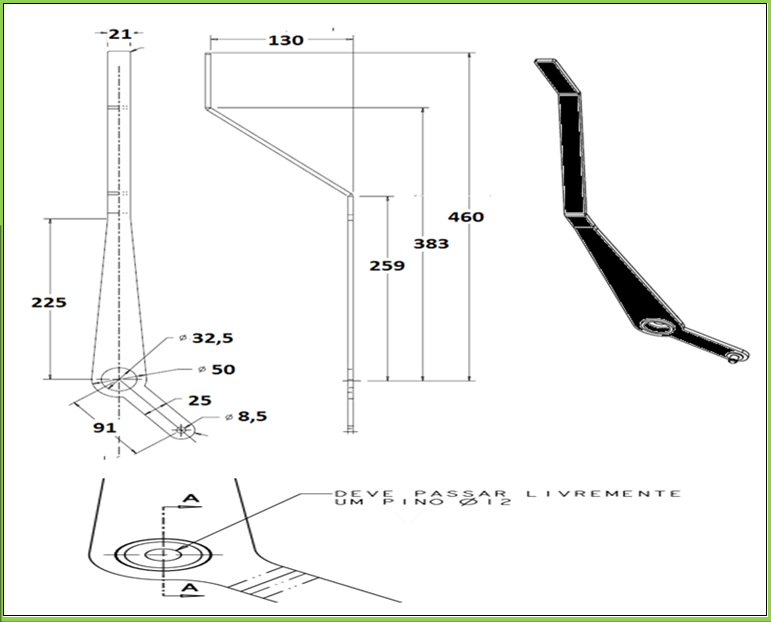 21
130
460
383
259
225
⌀ 32,5
⌀ 50
25
⌀ 8,5
91
A
DEVE PASSAR LIVREMENTE
UM PINO ⌀12
A